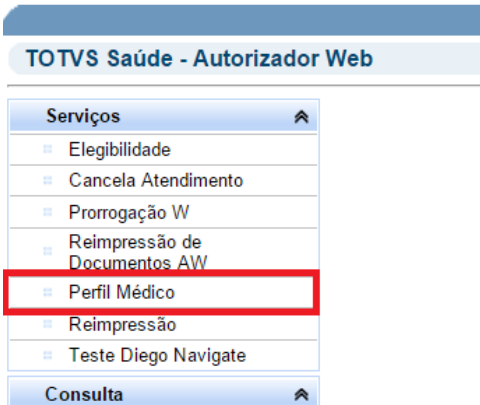 TOTVS Saúde - Autorizador Web
Serviços
Elegibilidade
Cancela Atendimento
Prorrogação W
Reimpressão de
Documentos AW
Perfil Médico
Reimpressão
Teste Diego Navigate
Consulta